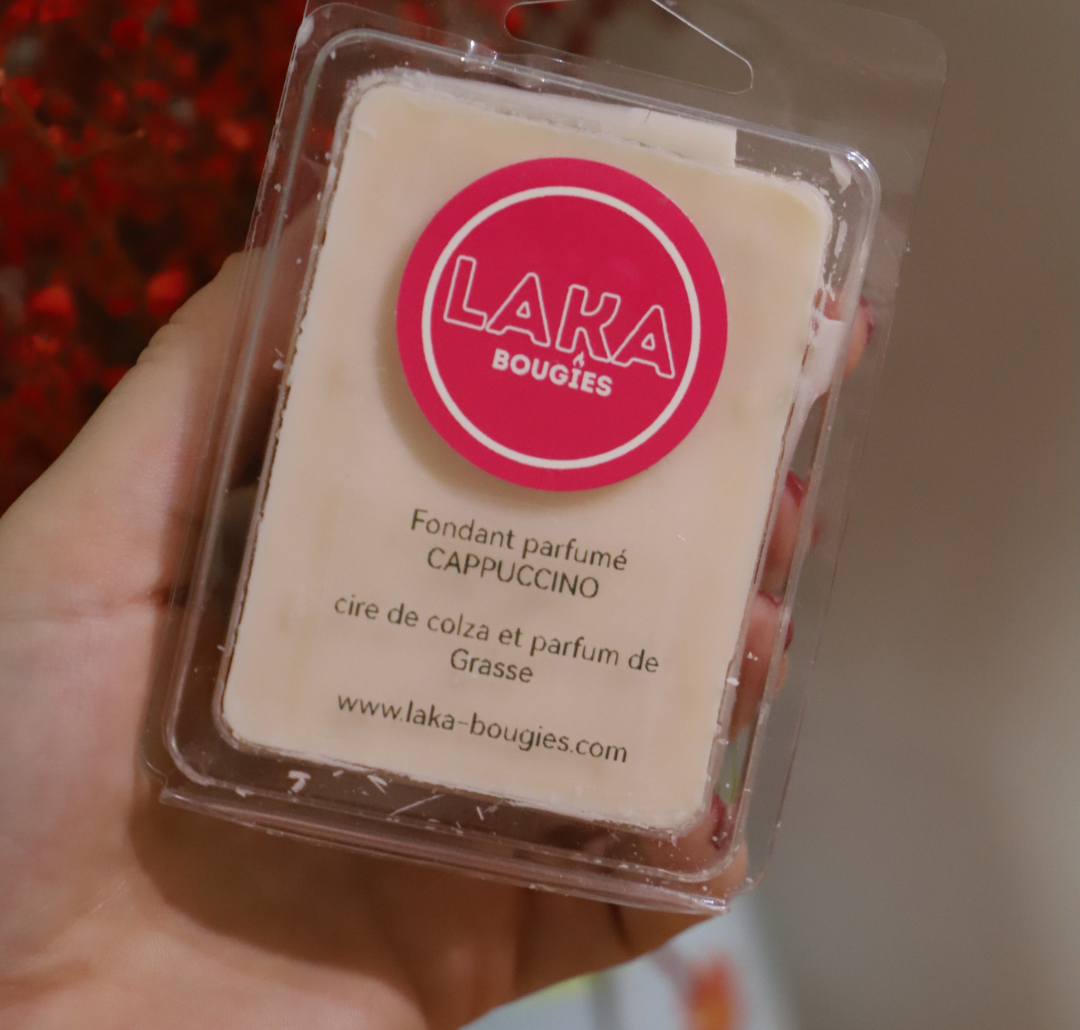 LAKA
BOUGIES
Fondant parfumé
CAPPUCCINO
cire de colza et parfum de
Grasse
www.laka-bougies.com